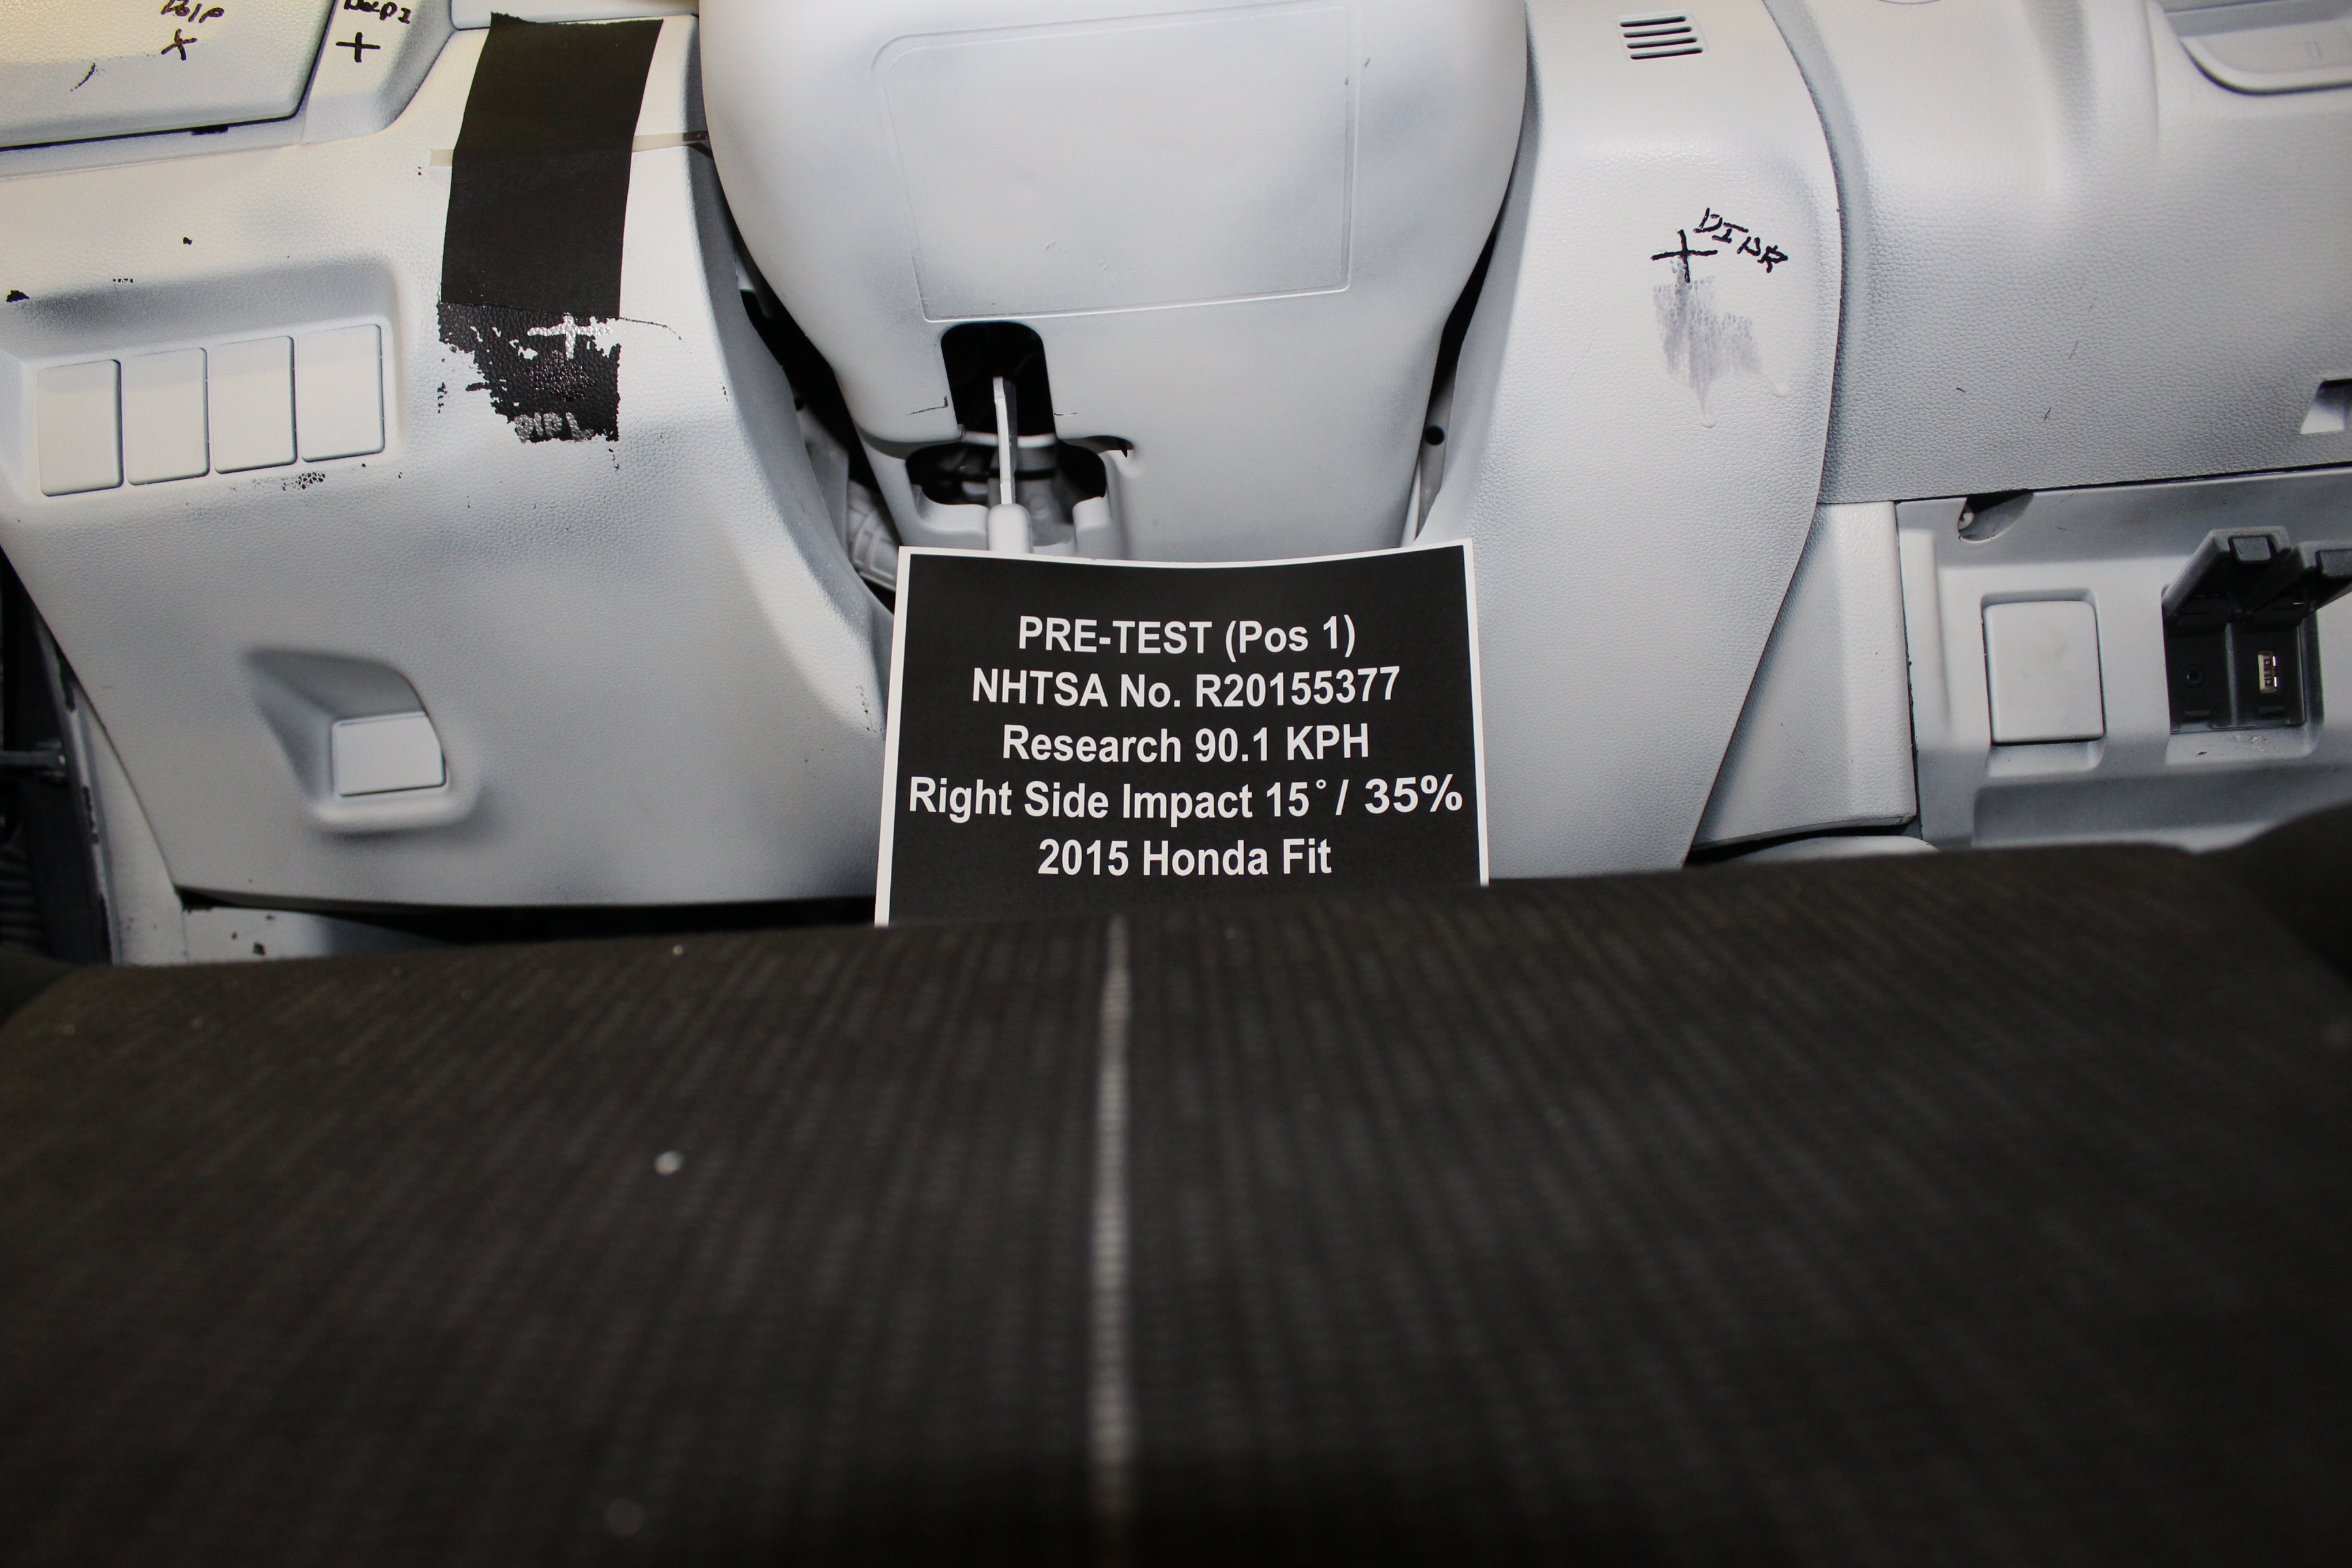 PRE-TEST (Pos 1)
NHTSA No. R20155377
Research 90.1 KPH
Right Side Impact 15° / 35%
2015 Honda Fit